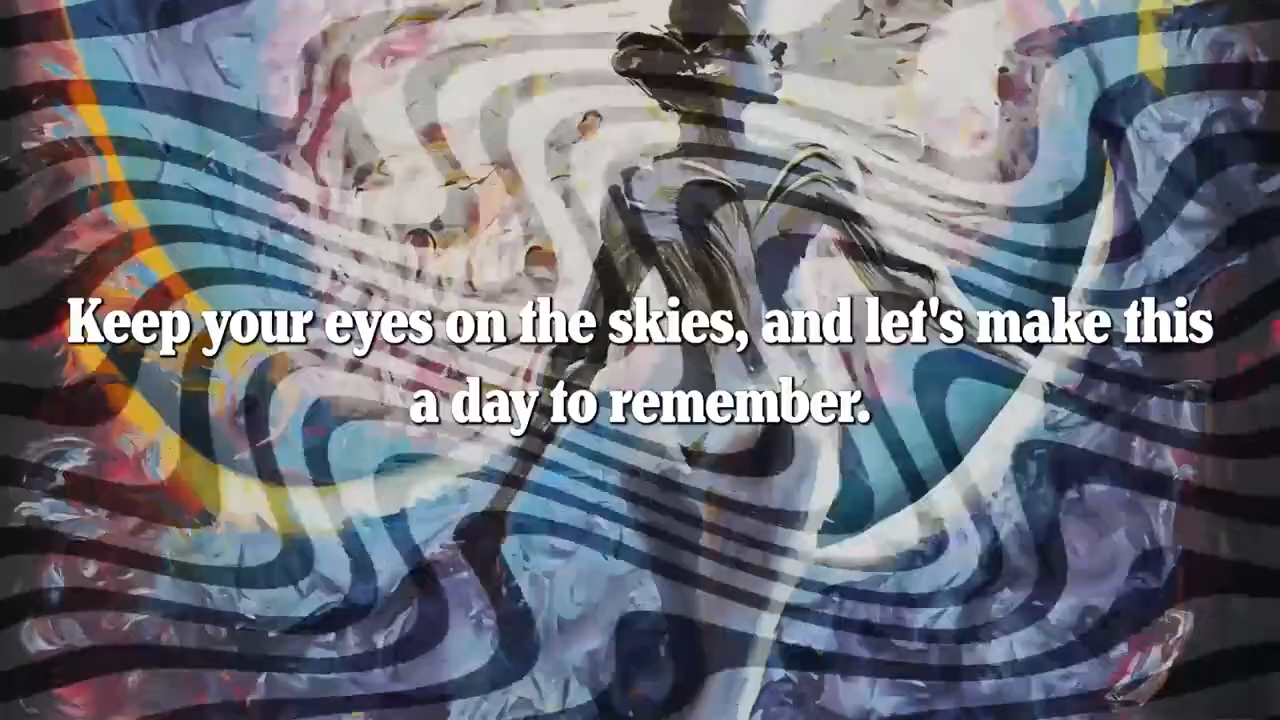 Keep your eyes on the skies, and let's make this
a day to remember.